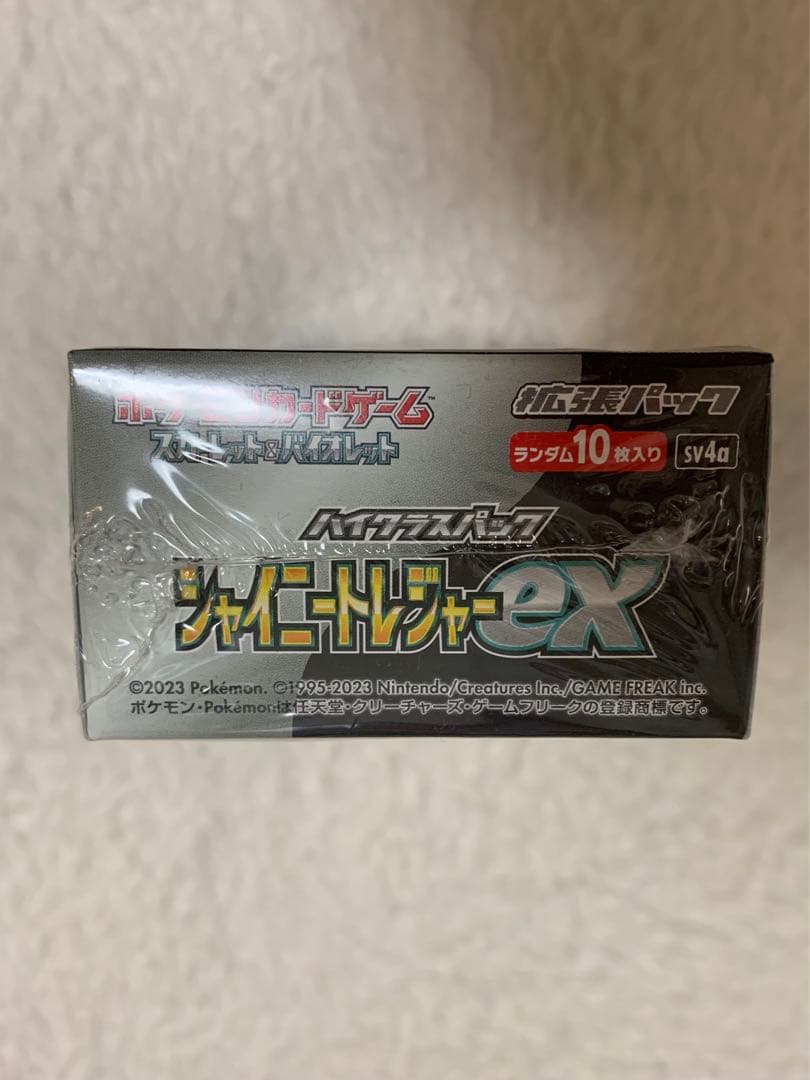 ポケモンカードゲーム™
スカーレット&バイオレット
拡張パック
ランダム10枚入り
sv4a
ハイクラスパック
シャイニートレジャーex
©2023 Pokémon. ©1995-2023 Nintendo/Creatures Inc./GAME FREAK inc.
ポケモン・Pokémonは任天堂・クリーチャーズ・ゲームフリークの登録商標です。